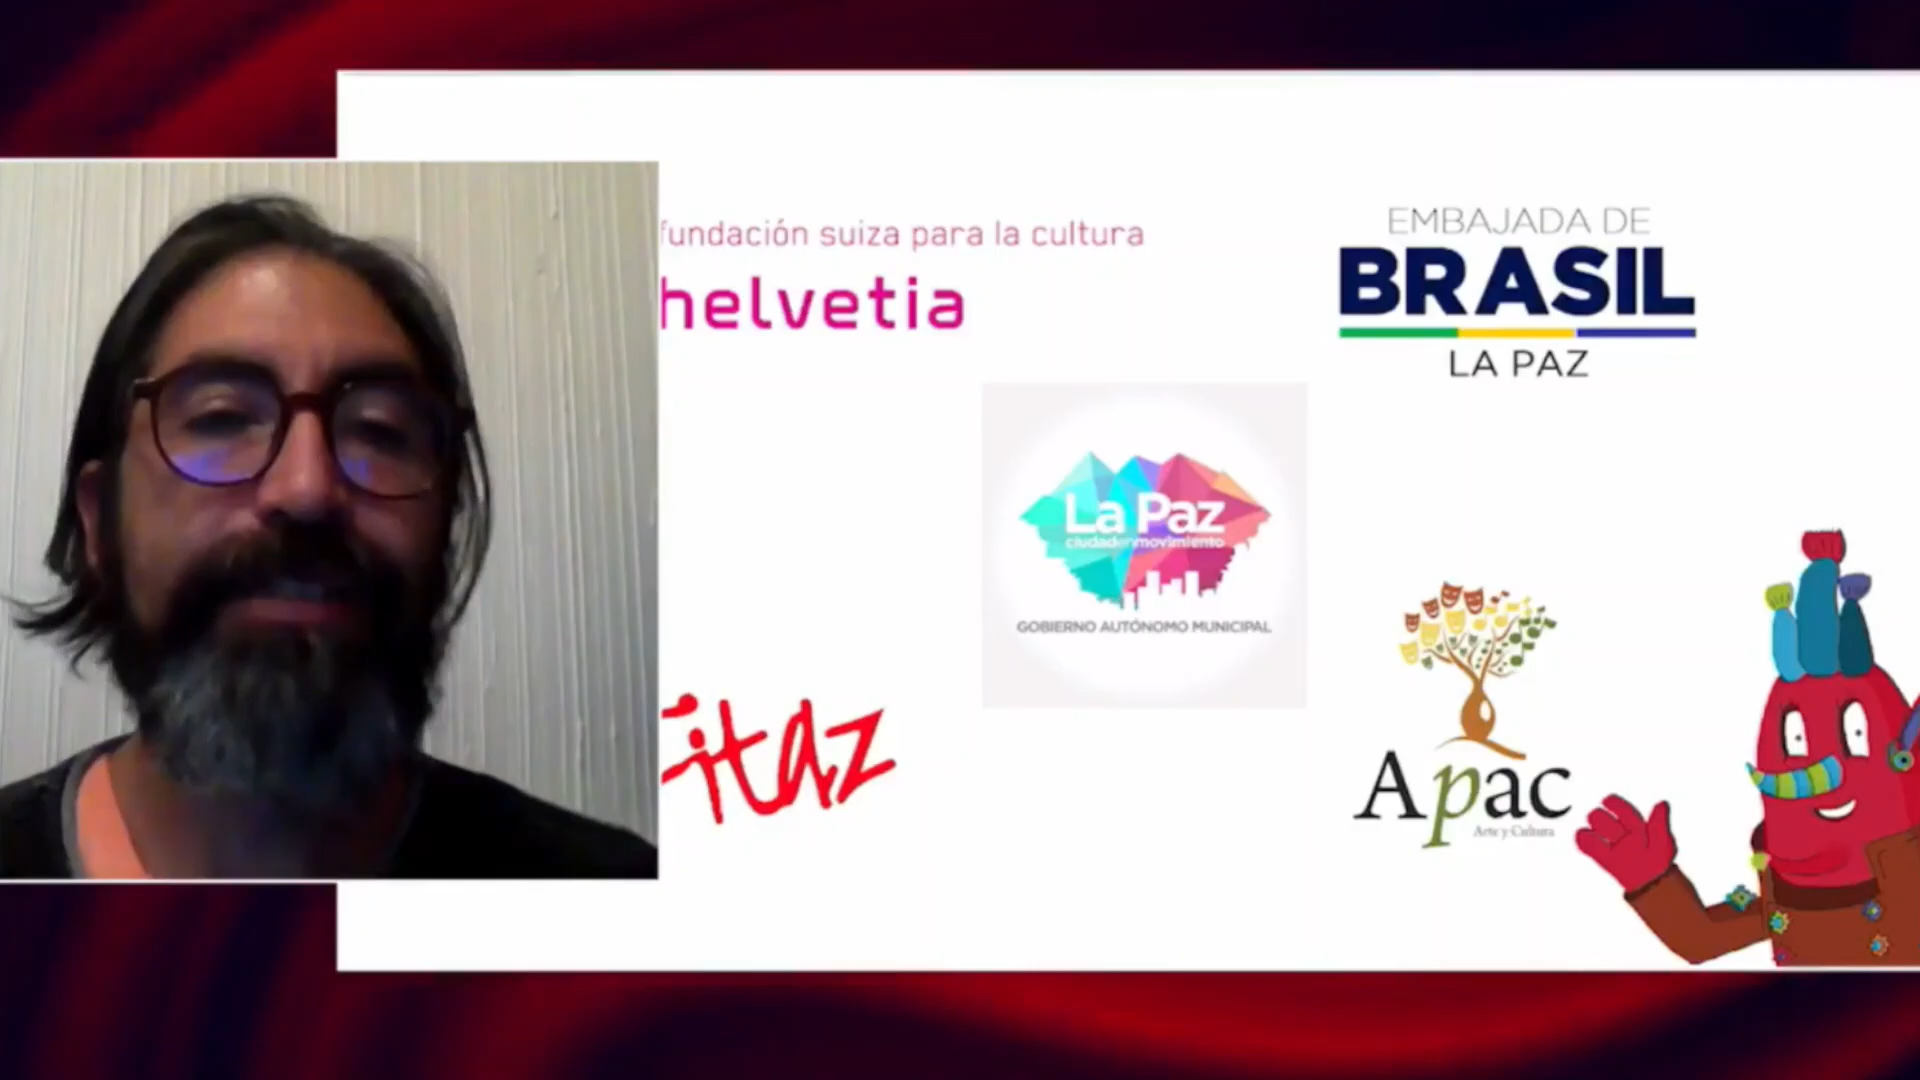 fundación suiza para la cultura
helvetia
EMBAJADA DE
BRASIL
LA PAZ
La Paz
ciudadenmovimiento
GOBIERNO AUTÓNOMO MUNICIPAL
itaz
Apac
Arte y Cultura